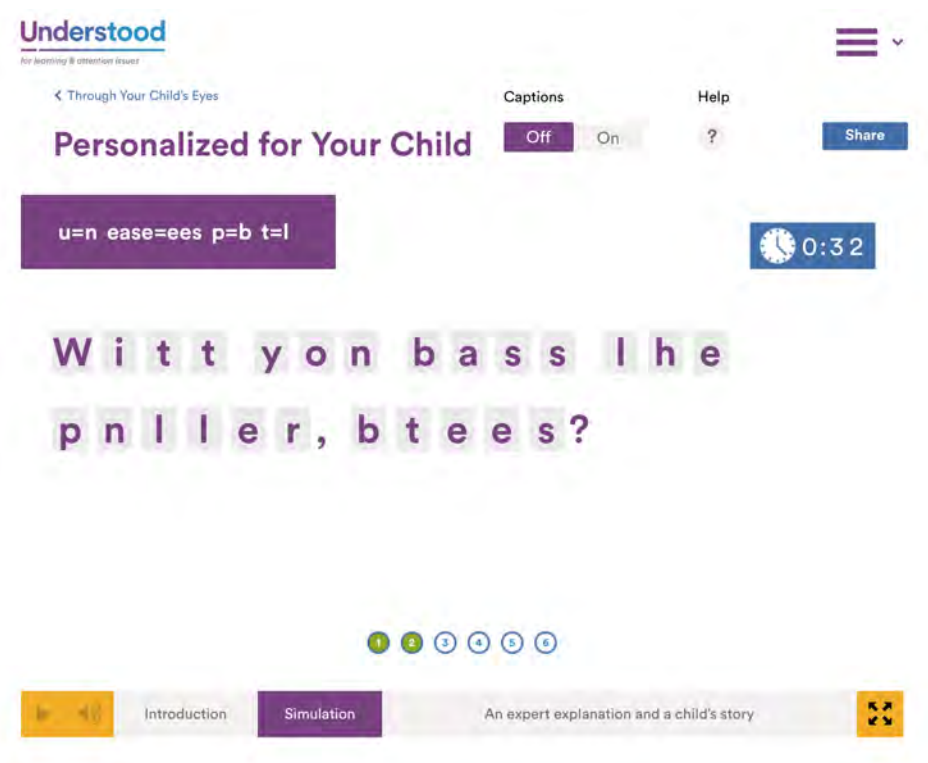 Understood
for learning & attention issues
Through Your Child's Eyes
Captions
Help
Personalized for Your Child
Off On
?
Share
u=n ease=ees p=b t=l
0:32
Witt yon bass lhe
pnller, btees?
1 2 3 4 5 6
Introduction
Simulation
An expert explanation and a child's story